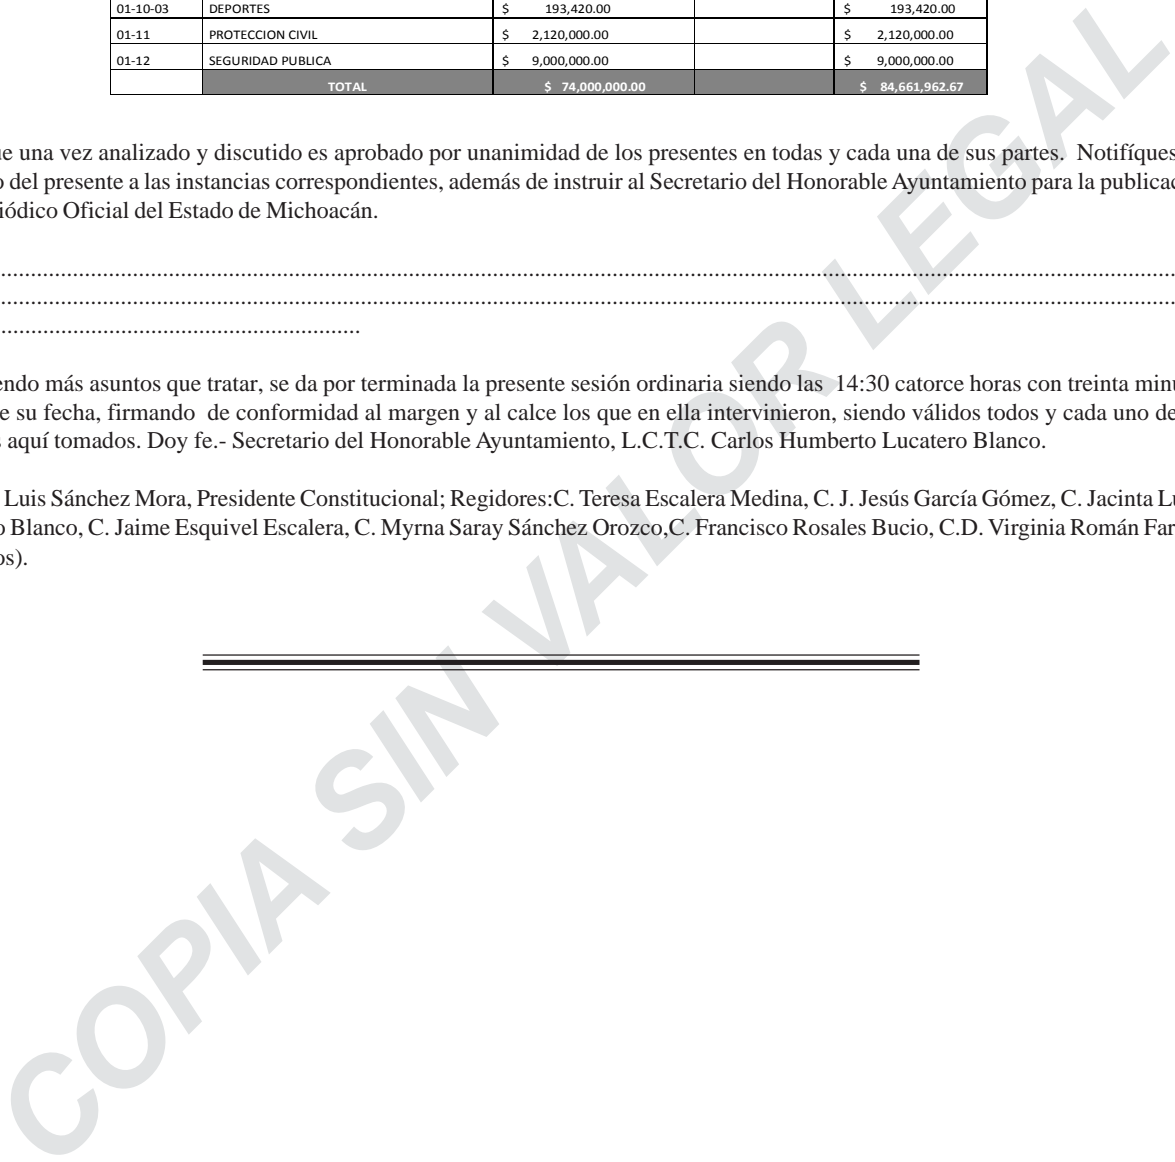 01-10-03 DEPORTES $ 193,420.00 $ 193,420.00
01-11 PROTECCION CIVIL $ 2,120,000.00 $ 2,120,000.00
01-12 SEGURIDAD PUBLICA $ 9,000,000.00 $ 9,000,000.00
TOTAL $ 74,000,000.00 $ 84,661,962.67
una vez analizado y discutido es aprobado por unanimidad de los presentes en todas y cada una de sus partes. Notifíques
del presente a las instancias correspondientes, además de instruir al Secretario del Honorable Ayuntamiento para la publicac
iódico Oficial del Estado de Michoacán.
endo más asuntos que tratar, se da por terminada la presente sesión ordinaria siendo las 14:30 catorce horas con treinta minu
e su fecha, firmando de conformidad al margen y al calce los que en ella intervinieron, siendo válidos todos y cada uno de
s aquí tomados. Doy fe.- Secretario del Honorable Ayuntamiento, L.C.T.C. Carlos Humberto Lucatero Blanco.
Luis Sánchez Mora, Presidente Constitucional; Regidores:C. Teresa Escalera Medina, C. J. Jesús García Gómez, C. Jacinta Lu
o Blanco, C. Jaime Esquivel Escalera, C. Myrna Saray Sánchez Orozco,C. Francisco Rosales Bucio, C.D. Virginia Román Far
os).
COPIA SIN VALOR LEGAL